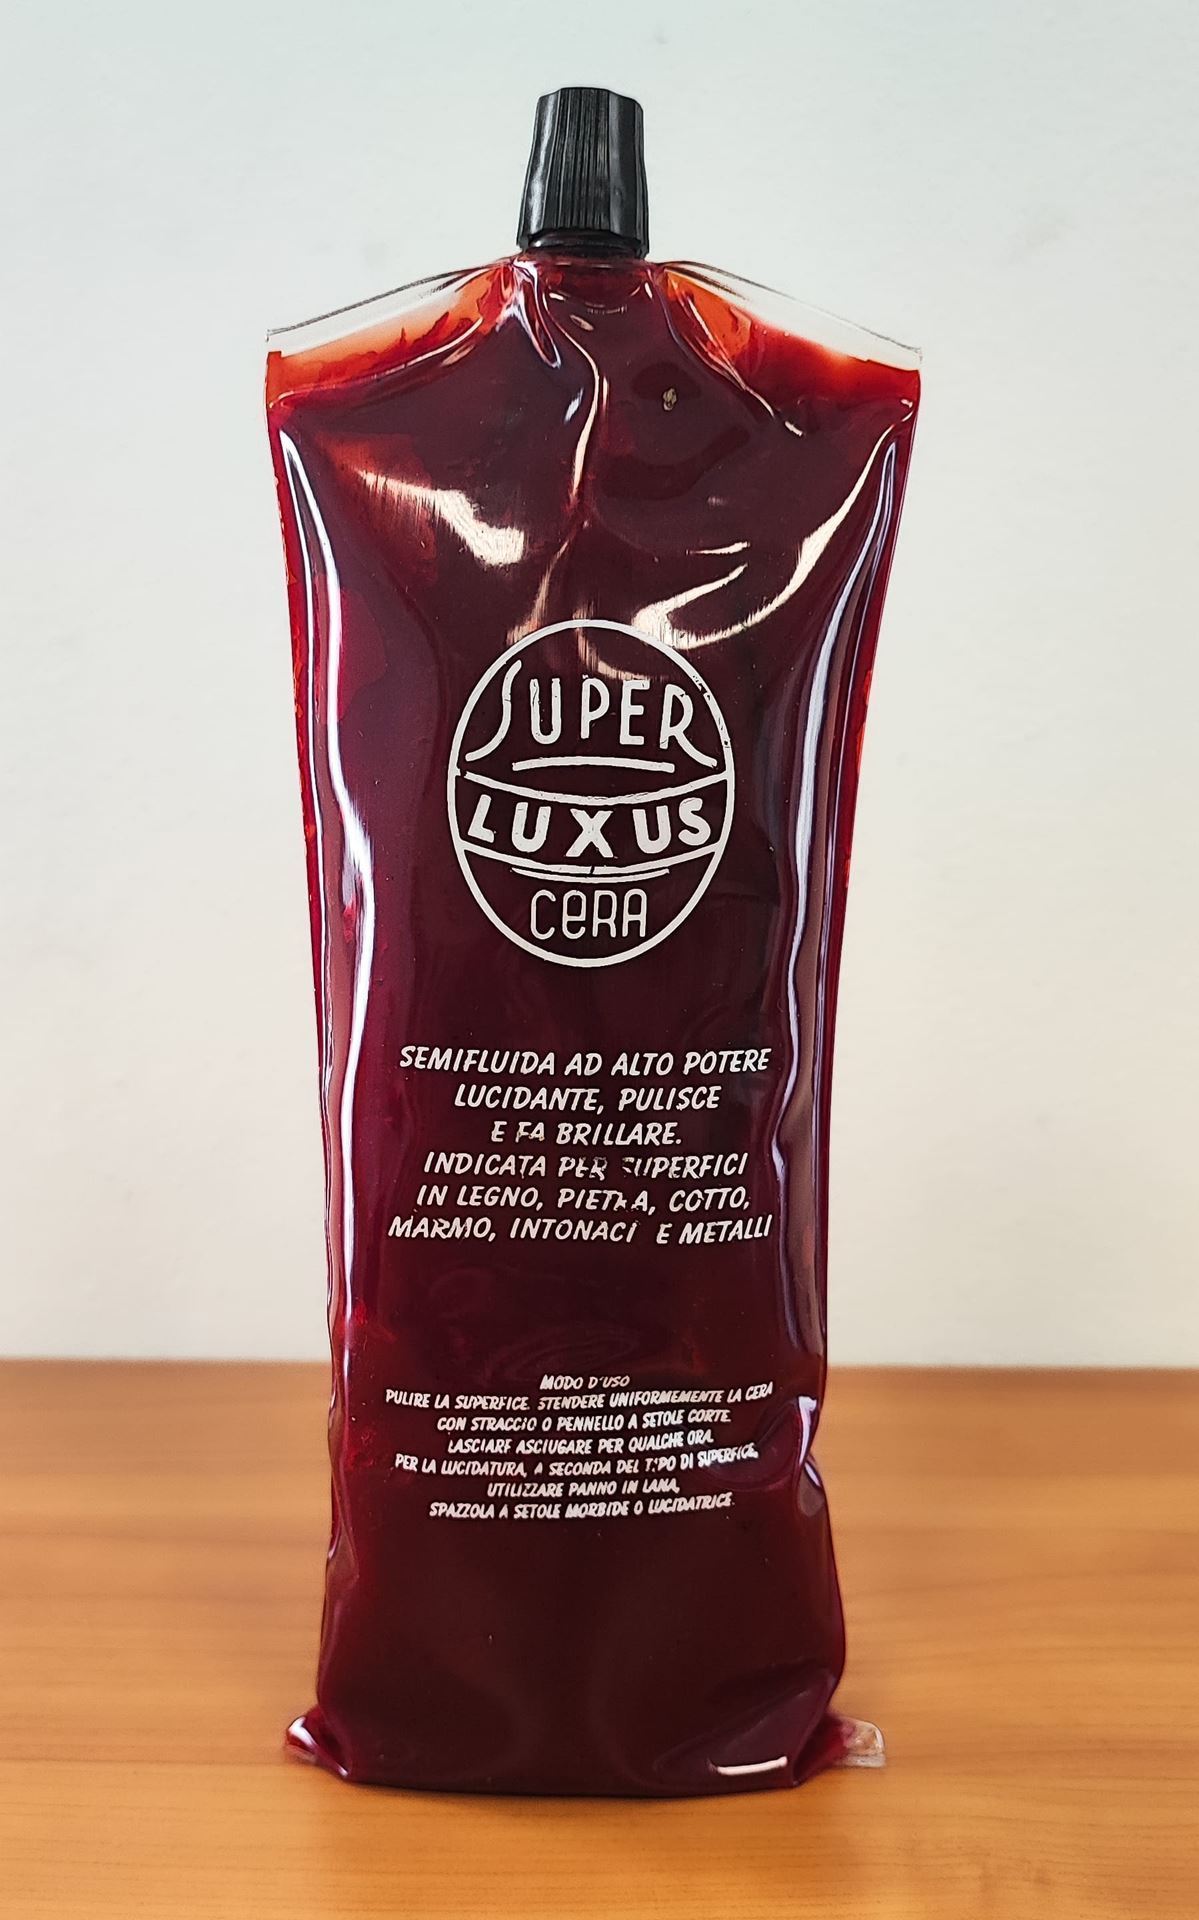 SUPER
LUXUS
CERA
SEMIFLUIDA AD ALTO POTERE
LUCIDANTE, PULISCE
E FA BRILLARE.
INDICATA PER SUPERFICI
IN LEGNO, PIETRA, COTTO,
MARMO, INTONACI E METALLI
MODO D'USO
PULIRE LA SUPERFICE. STENDERE UNIFORMEMENTE LA CERA
CON STRACCIO O PENNELLO A SETOLE CORTE.
LASCIARE ASCIUGARE PER QUALCHE ORA.
PER LA LUCIDATURA, A SECONDA DEL TIPO DI SUPERFICE,
UTILIZZARE PANNO IN LANA,
SPAZZOLA A SETOLE MORBIDE O LUCIDATRICE.